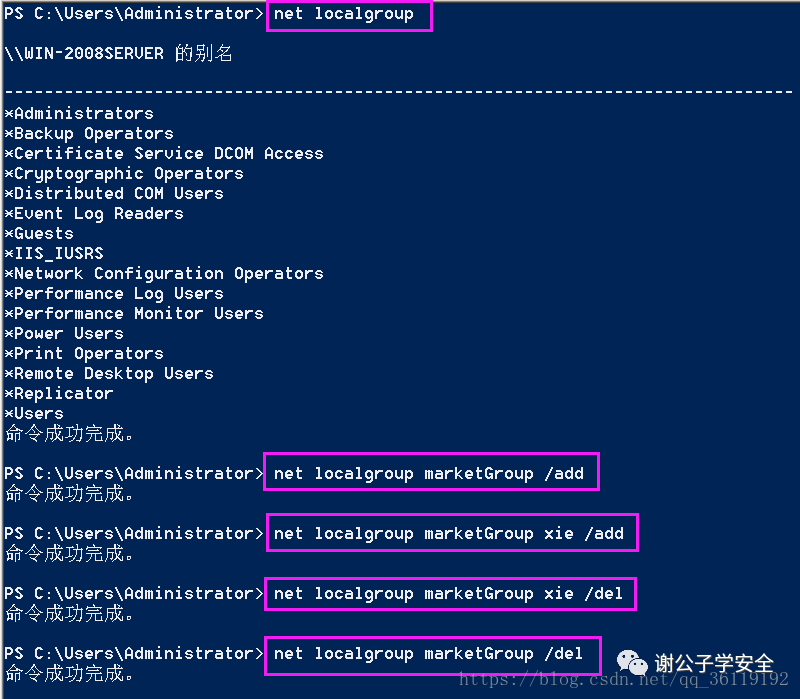 PS C:\Users\Administrator> net localgroup
\\WIN-2008SERVER 的别名
-------------------------------------------------------------------------------
*Administrators
*Backup Operators
*Certificate Service DCOM Access
*Cryptographic Operators
*Distributed COM Users
*Event Log Readers
*Guests
*IIS_IUSRS
*Network Configuration Operators
*Performance Log Users
*Performance Monitor Users
*Power Users
*Print Operators
*Remote Desktop Users
*Replicator
*Users
命令成功完成。
PS C:\Users\Administrator> net localgroup marketGroup /add
命令成功完成。
PS C:\Users\Administrator> net localgroup marketGroup xie /add
命令成功完成。
PS C:\Users\Administrator> net localgroup marketGroup xie /del
命令成功完成。
PS C:\Users\Administrator> net localgroup marketGroup /del
谢公子学安全
命令成功完成。
https://blog.csdn.net/qq_36119192